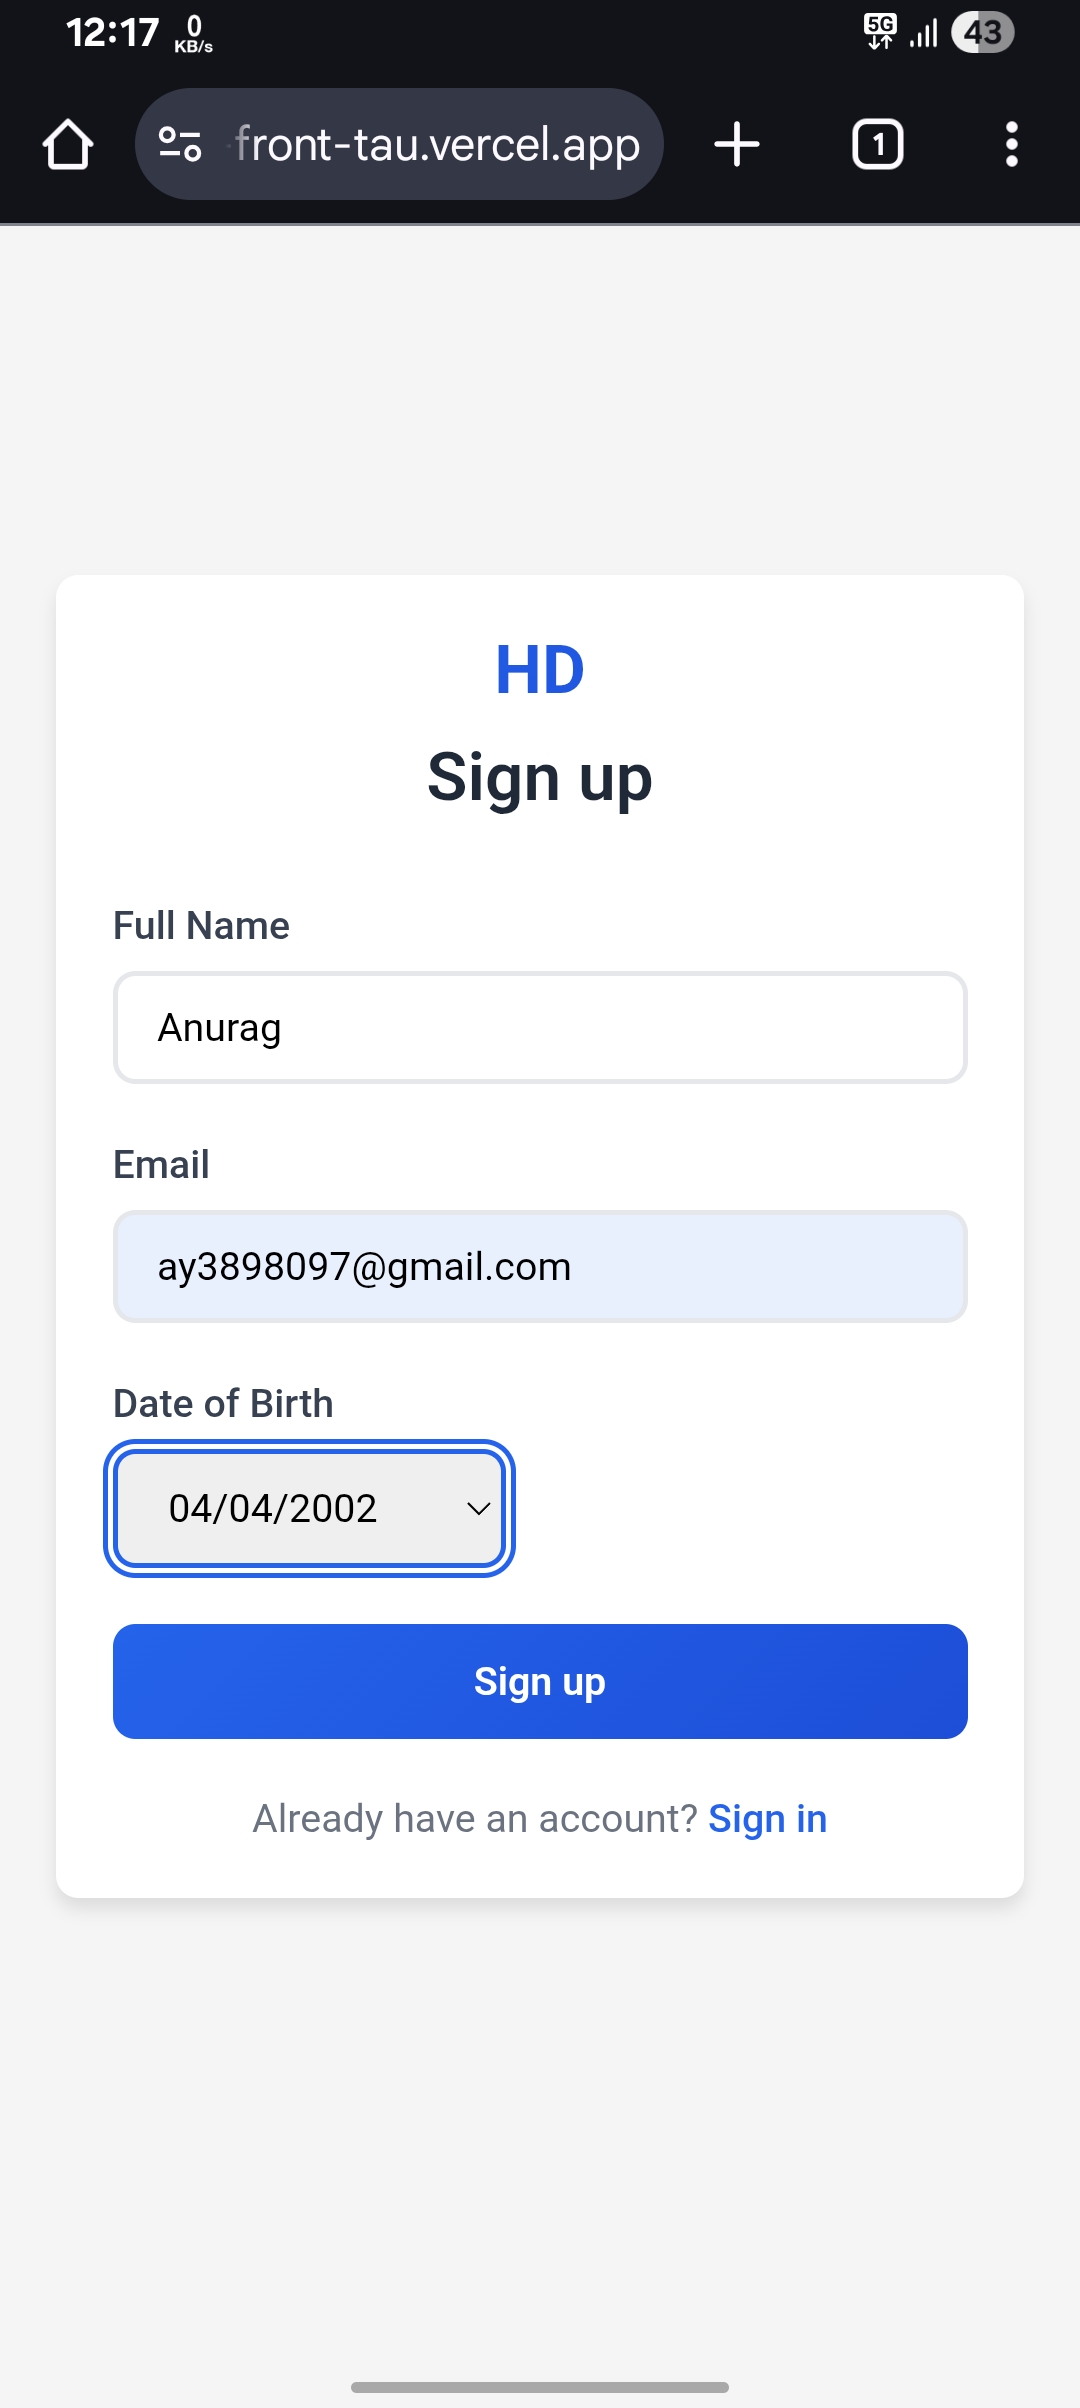 12:17 0 KB/s 5G 43
front-tau.vercel.app 1
HD
Sign up
Full Name
Anurag
Email
ay3898097@gmail.com
Date of Birth
04/04/2002
Sign up
Already have an account? Sign in